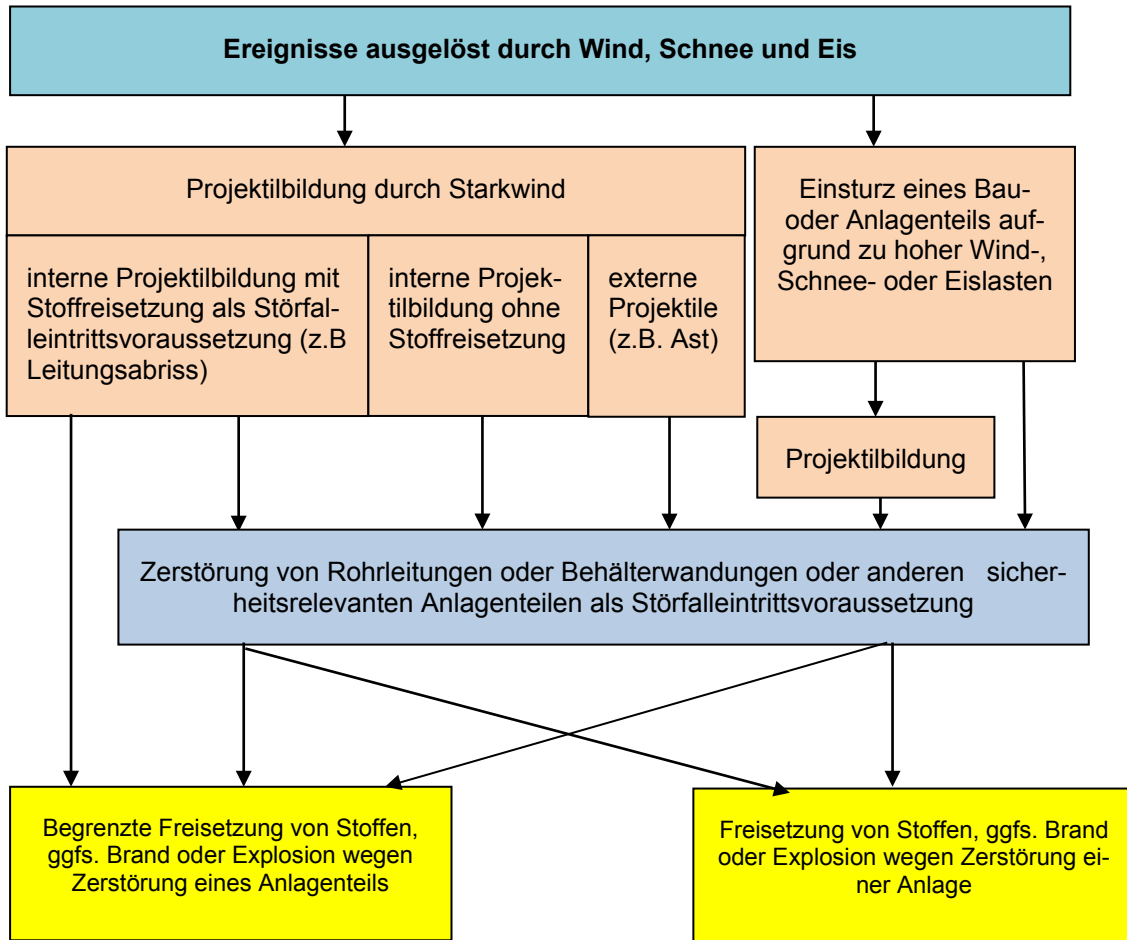 Ereignisse ausgelöst durch Wind, Schnee und Eis
Projektilbildung durch Starkwind
interne Projektilbildung mit
Stoffreisetzung als Störfal-
leintrittsvoraussetzung (z.B
Leitungsabriss)
interne Projek-
tilbildung ohne
Stoffreisetzung
externe
Projektile
(z.B. Ast)
Einsturz eines Bau-
oder Anlagenteils auf-
grund zu hoher Wind-,
Schnee- oder Eislasten
Projektilbildung
Zerstörung von Rohrleitungen oder Behälterwandungen oder anderen sicher-
heitsrelevanten Anlagenteilen als Störfalleintrittsvoraussetzung
Begrenzte Freisetzung von Stoffen,
ggfs. Brand oder Explosion wegen
Zerstörung eines Anlagenteils
Freisetzung von Stoffen, ggfs. Brand
oder Explosion wegen Zerstörung ei-
ner Anlage